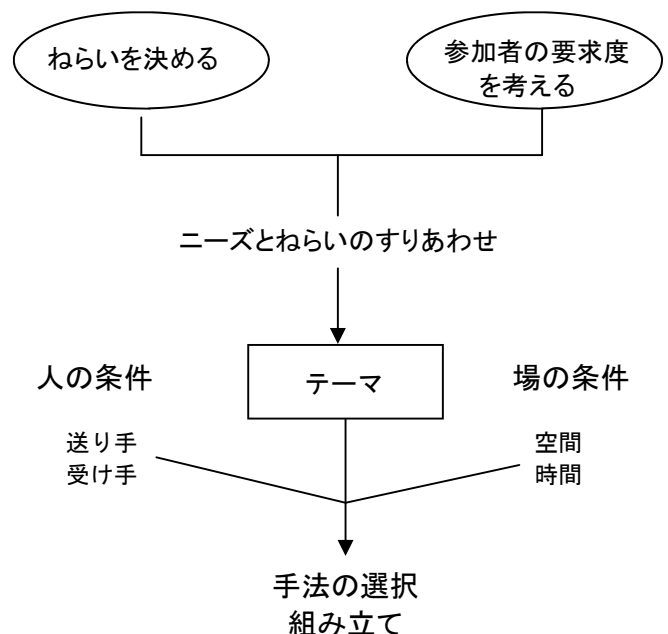 ねらいを決める
参加者の要求度
を考える
ニーズとねらいのすりあわせ
人の条件
テーマ
場の条件
送り手
受け手
空間
時間
手法の選択
組み立て